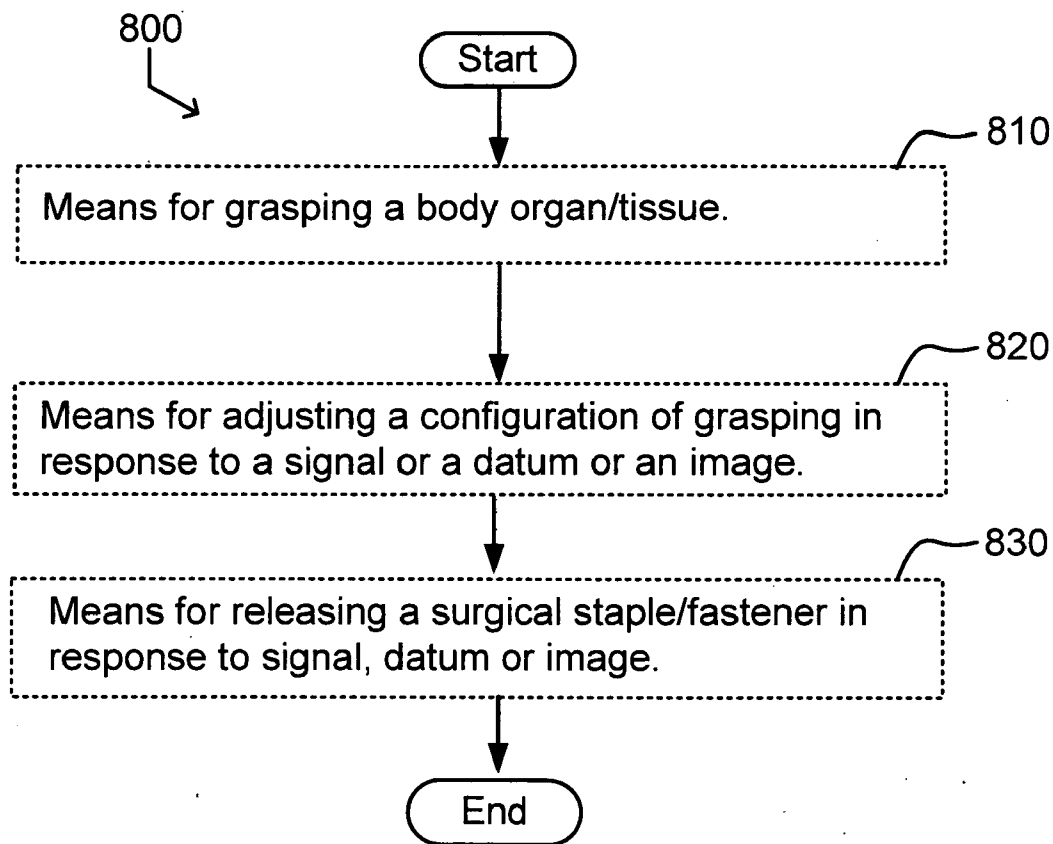 800
Start
810
Means for grasping a body organ/tissue.
820
Means for adjusting a configuration of grasping in
response to a signal or a datum or an image.
830
Means for releasing a surgical staple/fastener in
response to signal, datum or image.
End